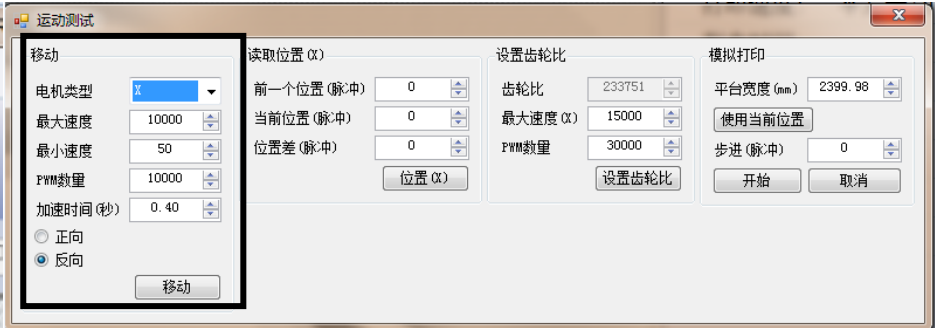 运动测试
移动
电机类型 X
最大速度 10000
最小速度 50
PWM数量 10000
加速时间(秒) 0.40
正向
反向
移动
读取位置(X)
前一个位置(脉冲) 0
当前位置(脉冲) 0
位置差(脉冲) 0
位置(X)
设置齿轮比
齿轮比 233751
最大速度(X) 15000
PWM数量 30000
设置齿轮比
模拟打印
平台宽度(mm) 2399.98
使用当前位置
步进(脉冲) 0
开始 取消